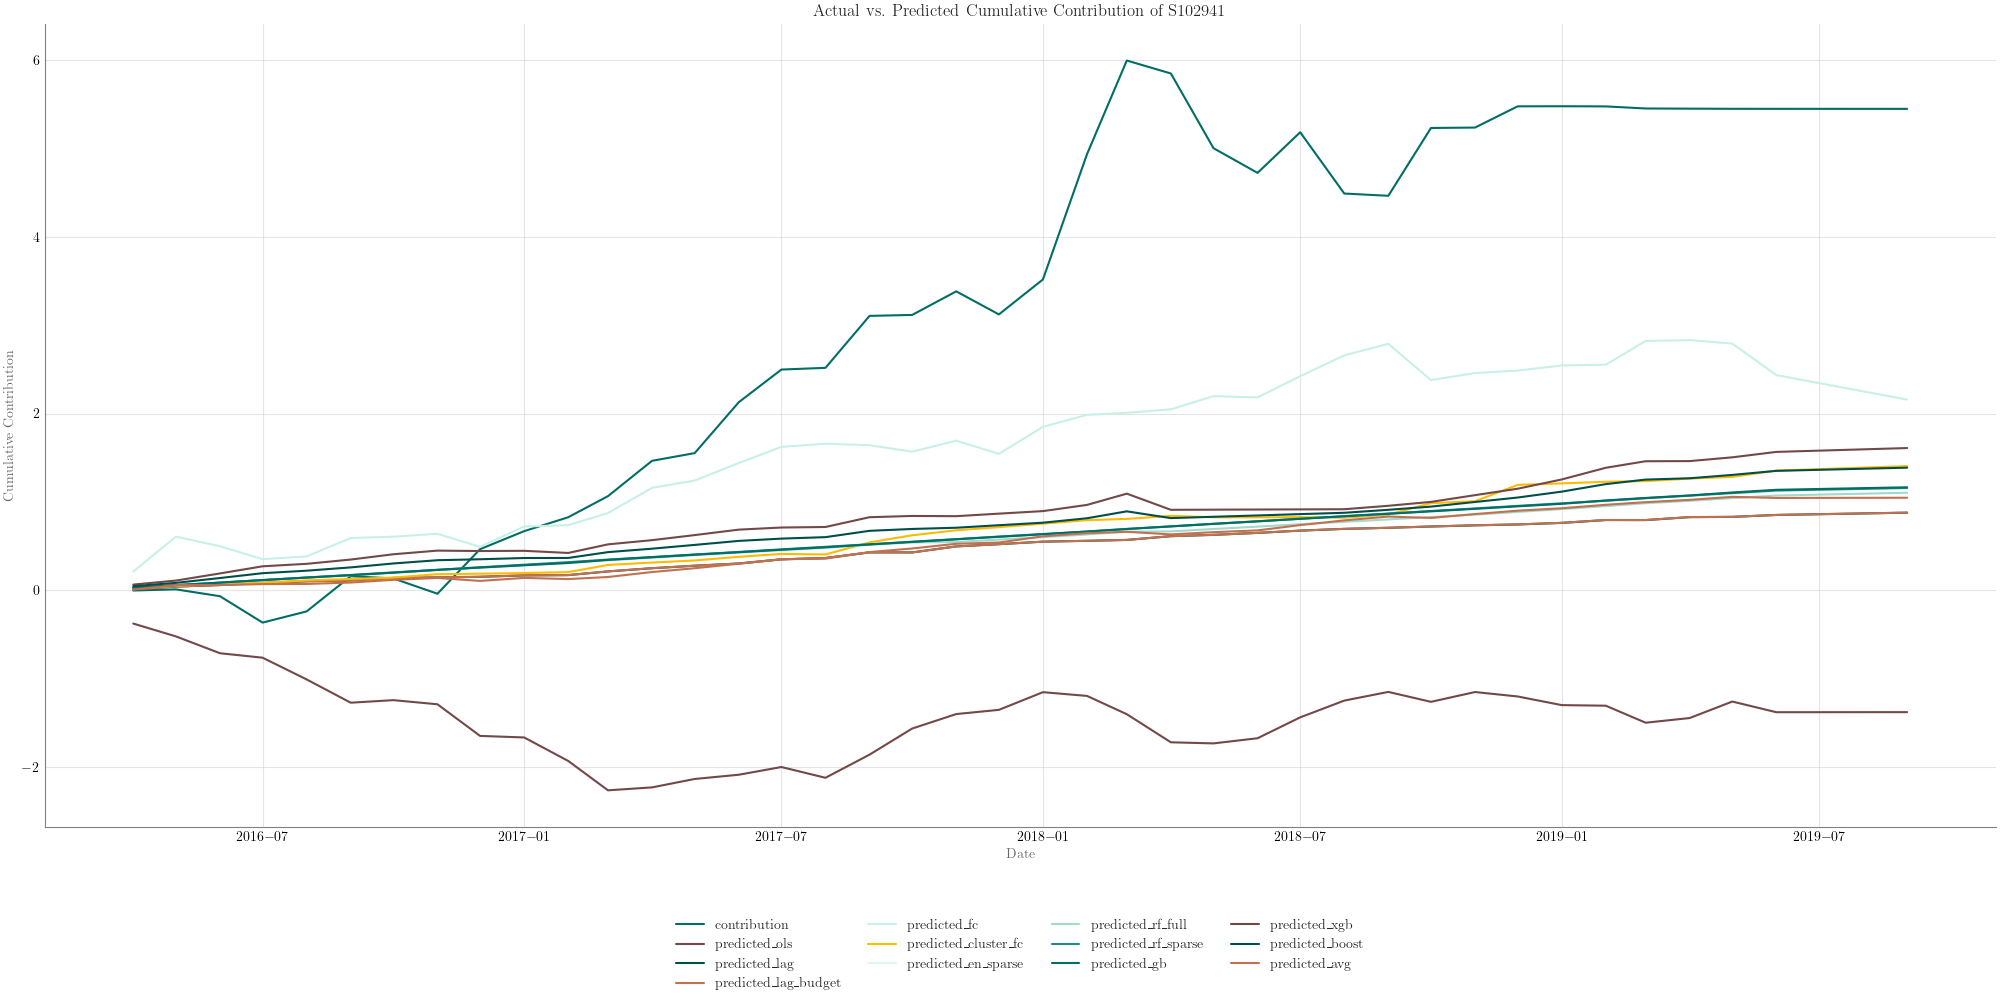 Actual vs. Predicted Cumulative Contribution of S102941
Cumulative Contribution
6
4
2
0
−2
2016−07 2017−01 2017−07 2018−01 2018−07 2019−01 2019−07
Date
contribution predicted_fc predicted_rf_full predicted_xgb
predicted_ols predicted_cluster_fc predicted_rf_sparse predicted_boost
predicted_lag predicted_en_sparse predicted_gb predicted_avg
predicted_lag_budget